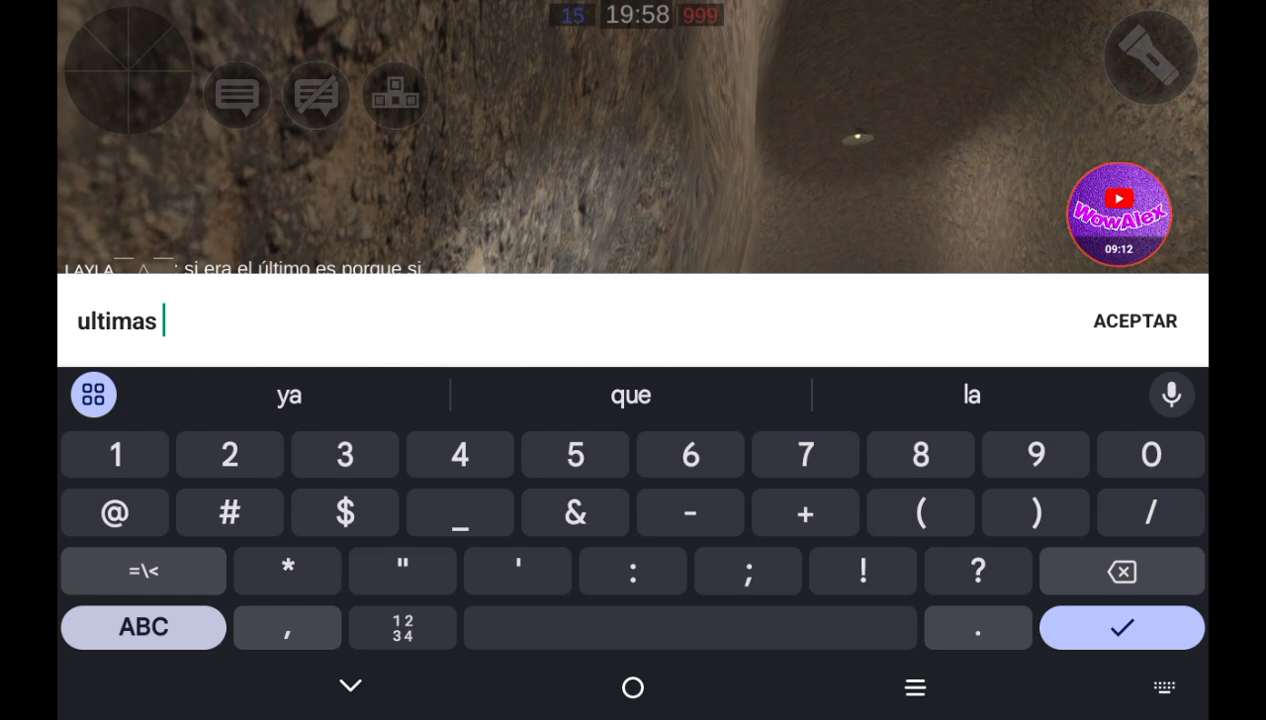 15 19:58 999
WowAlex
09:12
LAYLA￣ △ ￣: si era el último es porque si
ultimas
ACEPTAR
ya que la
1 2 3 4 5 6 7 8 9 0
@ # $ _ & - + ( ) /
=\< * " ' : ; ! ?
ABC , 12 34 .